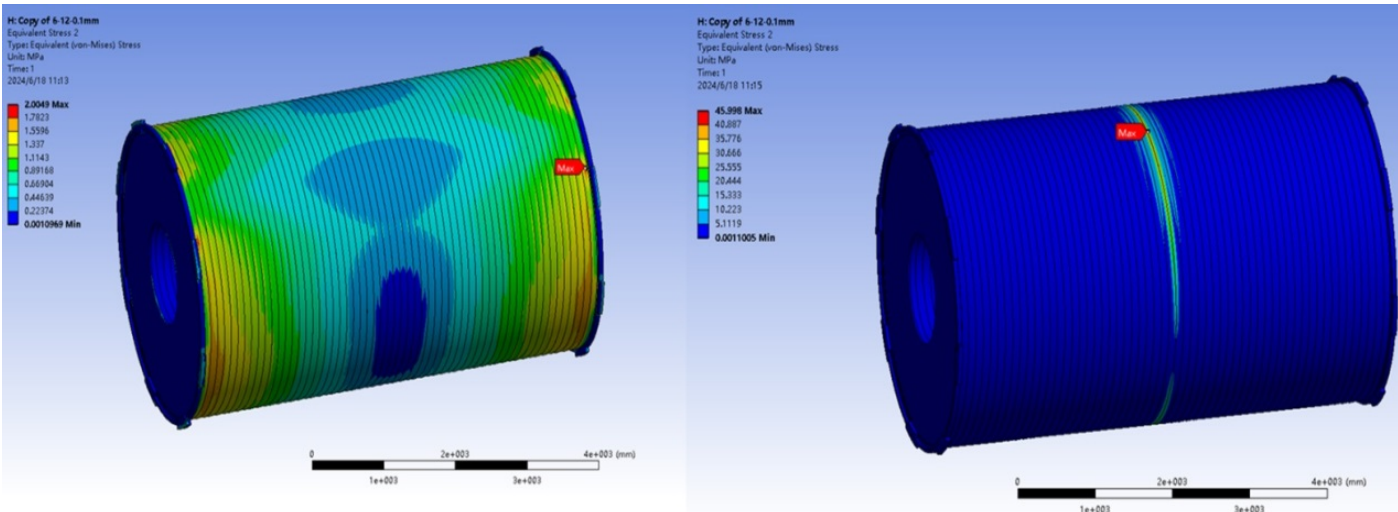 H: Copy of 6-12-0.1mm
Equivalent Stress 2
Type: Equivalent (von-Mises) Stress
Unit: MPa
Time: 1
2024/6/18 11:13
2.0049 Max
1.7823
1.5596
1.337
1.1143
0.89168
0.66904
0.44639
0.22374
0.0010969 Min
Max
0 2e+003 4e+003 (mm)
1e+003 3e+003
H: Copy of 6-12-0.1mm
Equivalent Stress 2
Type: Equivalent (von-Mises) Stress
Unit: MPa
Time: 1
2024/6/18 11:15
45.998 Max
40.887
35.776
30.666
25.555
20.444
15.333
10.223
5.1119
0.0011005 Min
Max
0 2e+003 4e+003 (mm)
1e+003 3e+003